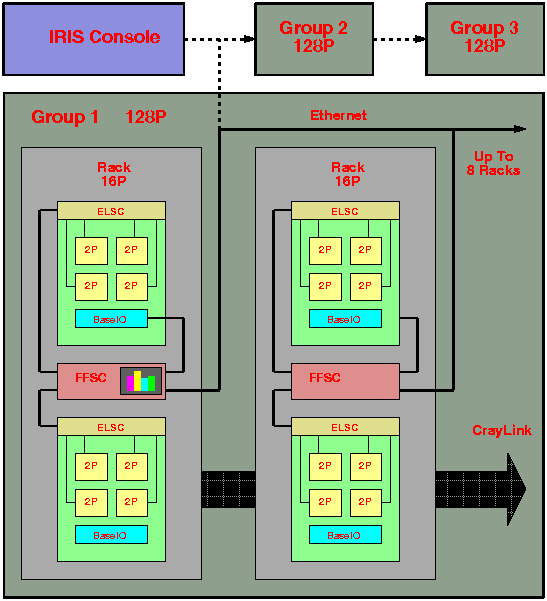 IRIS Console
Group 2
128P
Group 3
128P
Group 1 128P
Ethernet
Up To
8 Racks
Rack
16P
ELSC
2P 2P
2P 2P
BaseIO
FFSC
ELSC
2P 2P
2P 2P
BaseIO
Rack
16P
ELSC
2P 2P
2P 2P
BaseIO
FFSC
ELSC
2P 2P
2P 2P
BaseIO
CrayLink